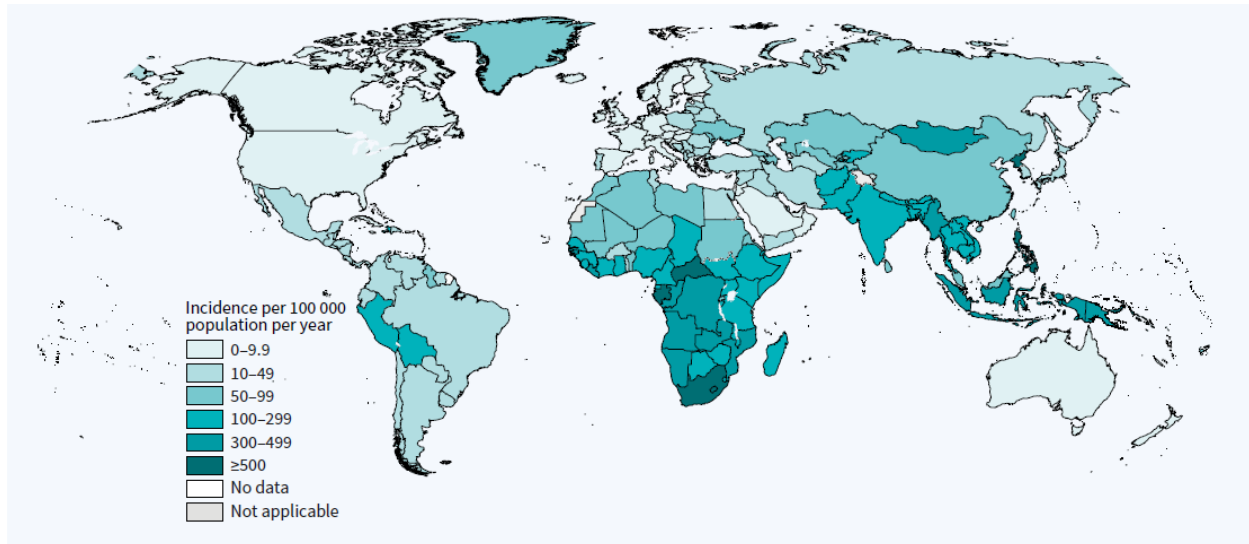 Incidence per 100 000
population per year
0–9.9
10–49
50–99
100–299
300–499
≥500
No data
Not applicable